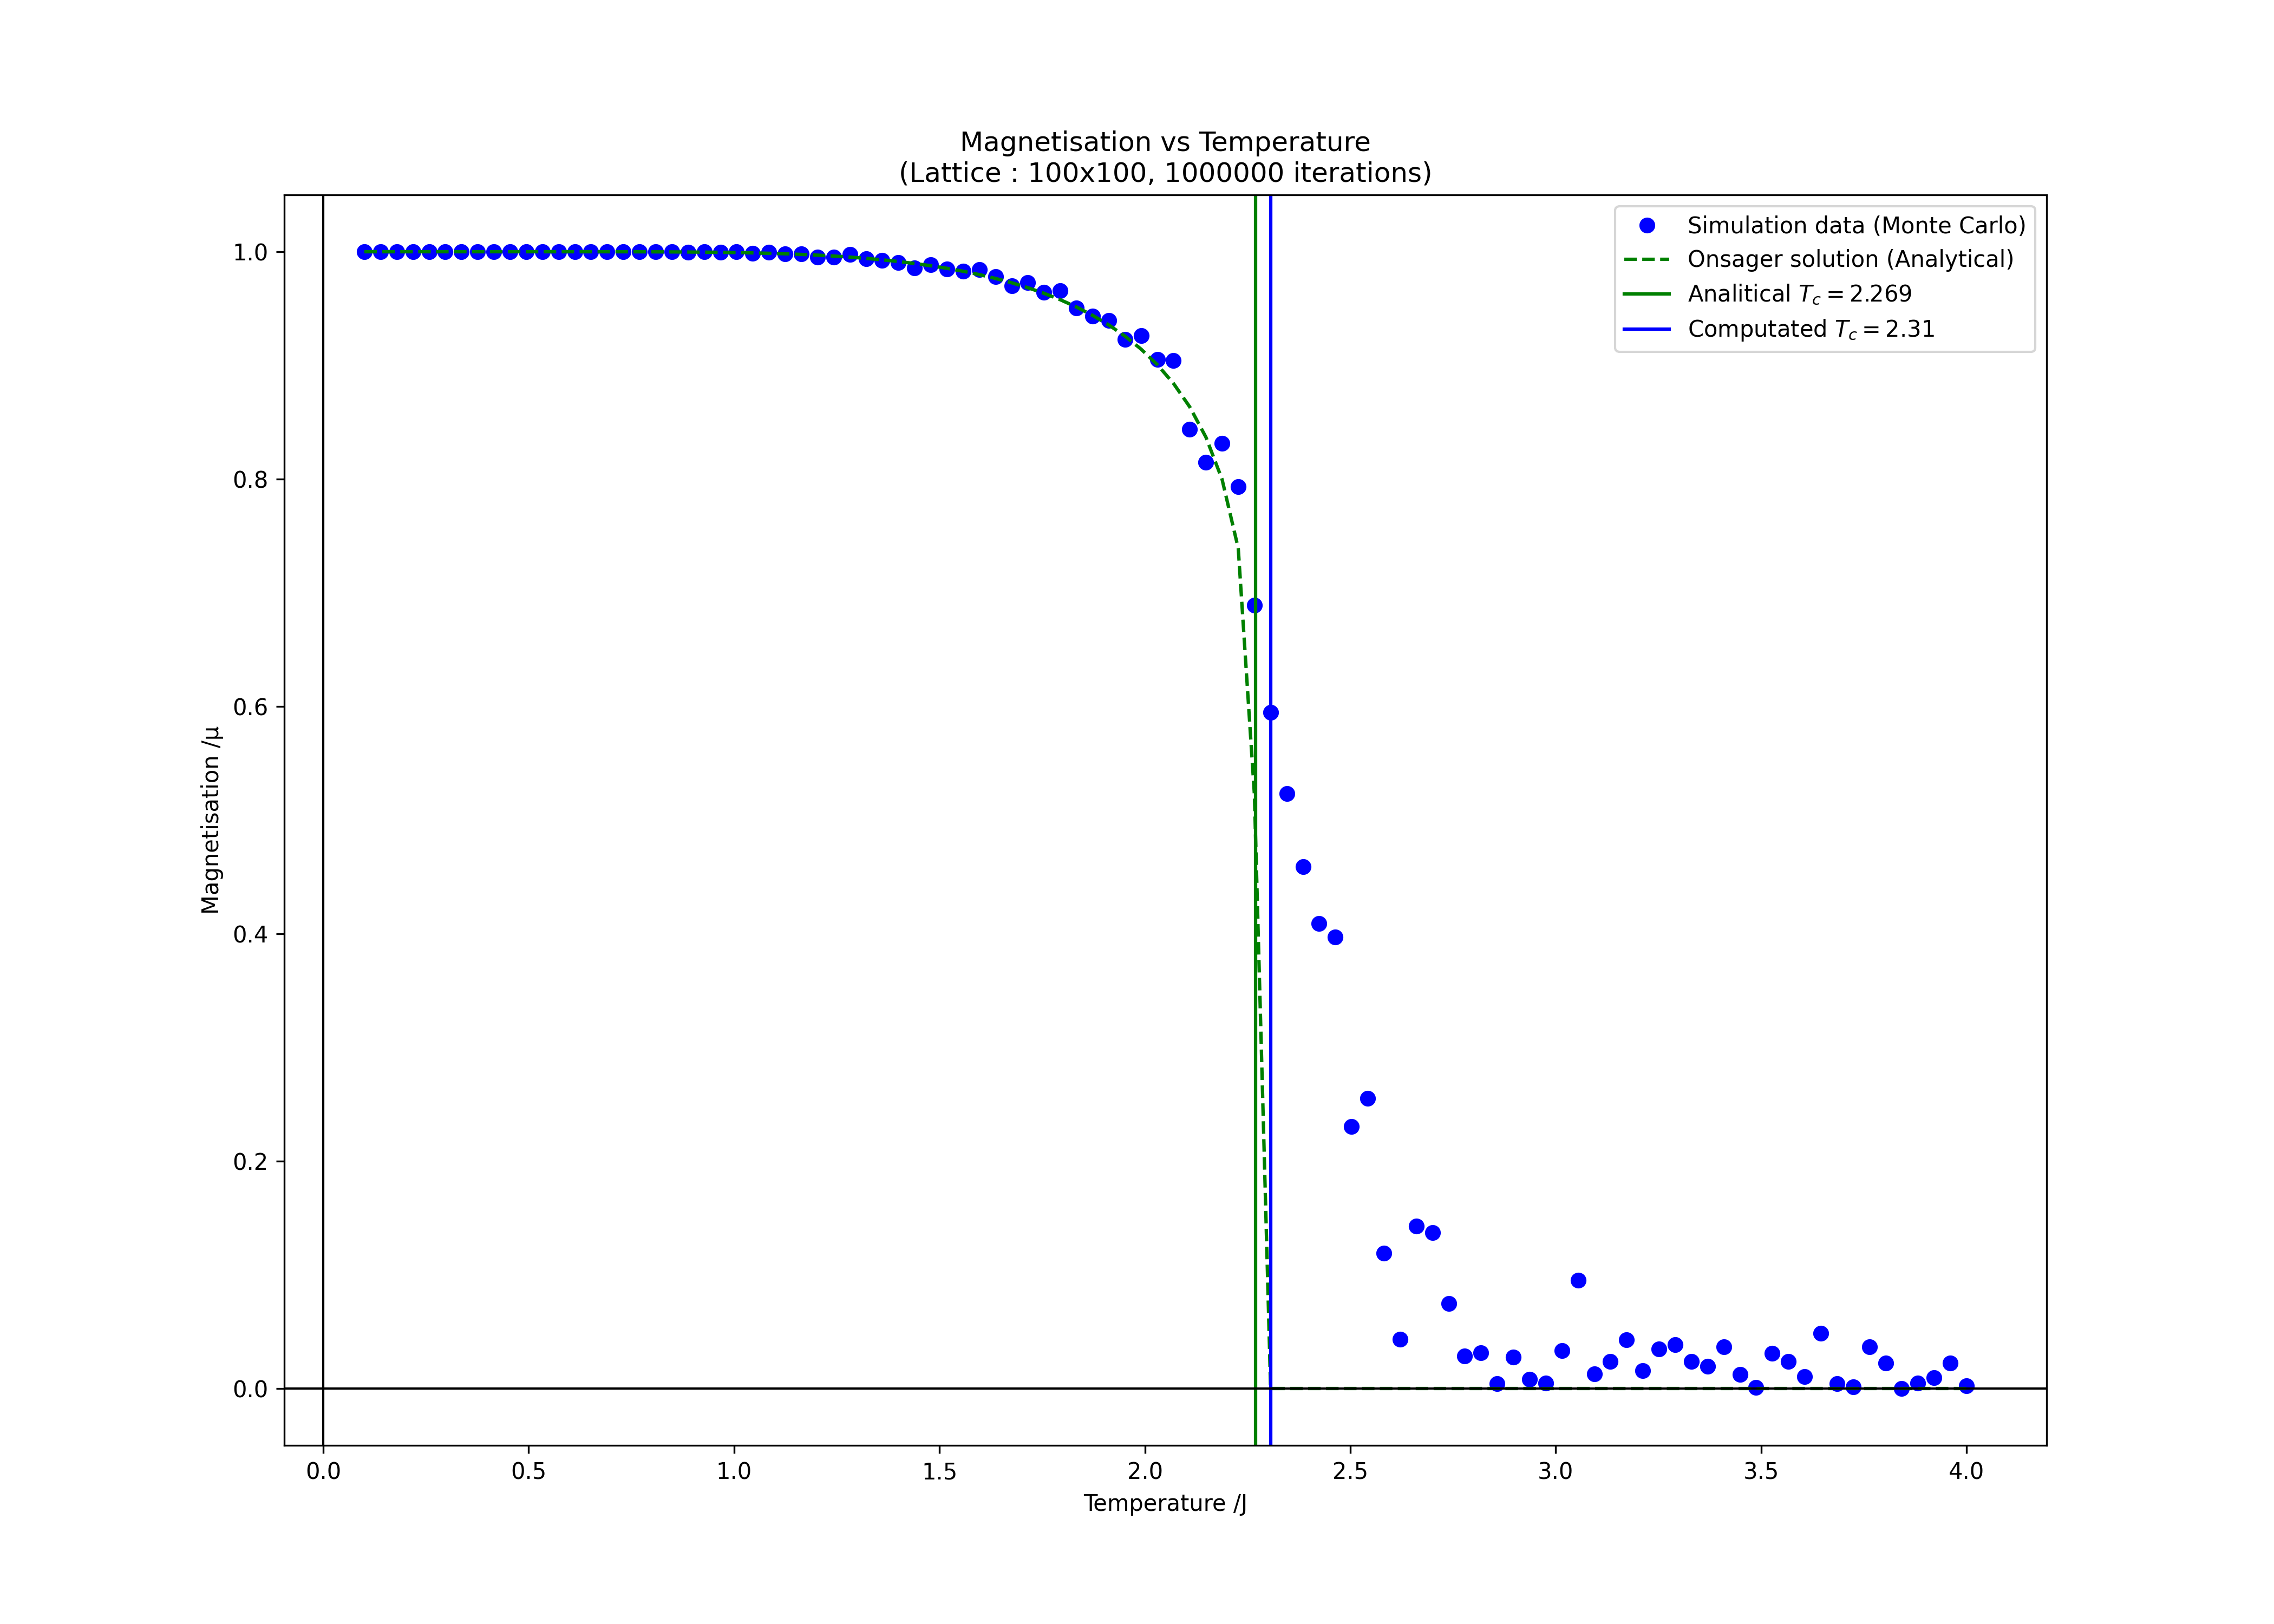 Magnetisation vs Temperature
(Lattice : 100x100, 1000000 iterations)
Simulation data (Monte Carlo)
Onsager solution (Analytical)
Analitical T_c = 2.269
Computated T_c = 2.31
Magnetisation /μ
1.0
0.8
0.6
0.4
0.2
0.0
0.0 0.5 1.0 1.5 2.0 2.5 3.0 3.5 4.0
Temperature /J